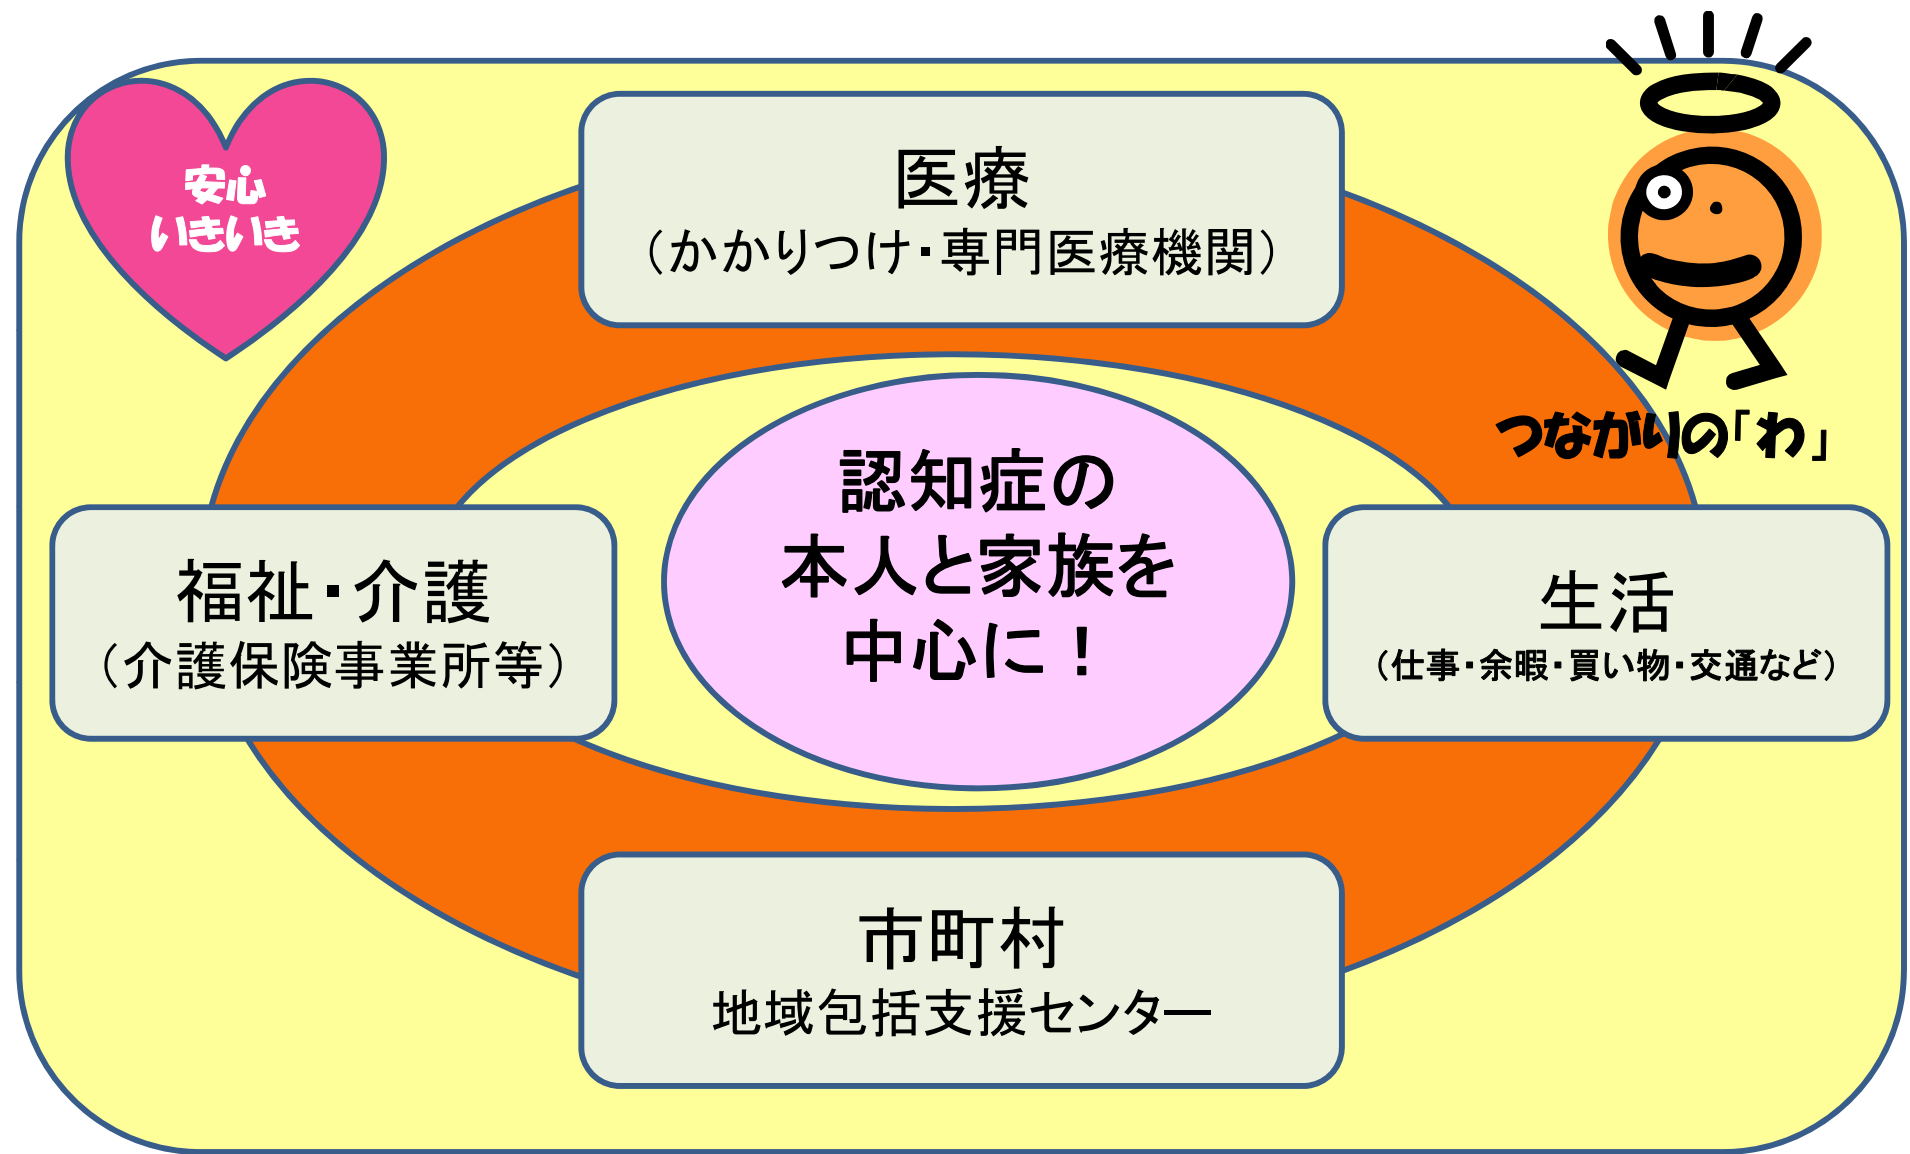 安心
いきいき
医療
（かかりつけ・専門医療機関）
つながりの「わ」
認知症の
本人と家族を
中心に！
福祉・介護
（介護保険事業所等）
生活
（仕事・余暇・買い物・交通など）
市町村
地域包括支援センター